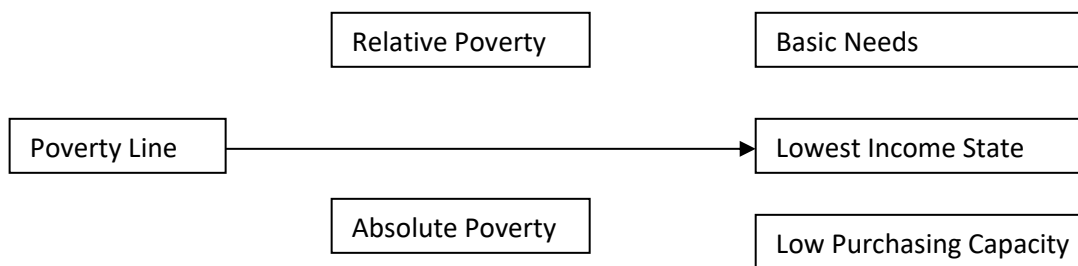 Relative Poverty
Basic Needs
Poverty Line
Lowest Income State
Absolute Poverty
Low Purchasing Capacity